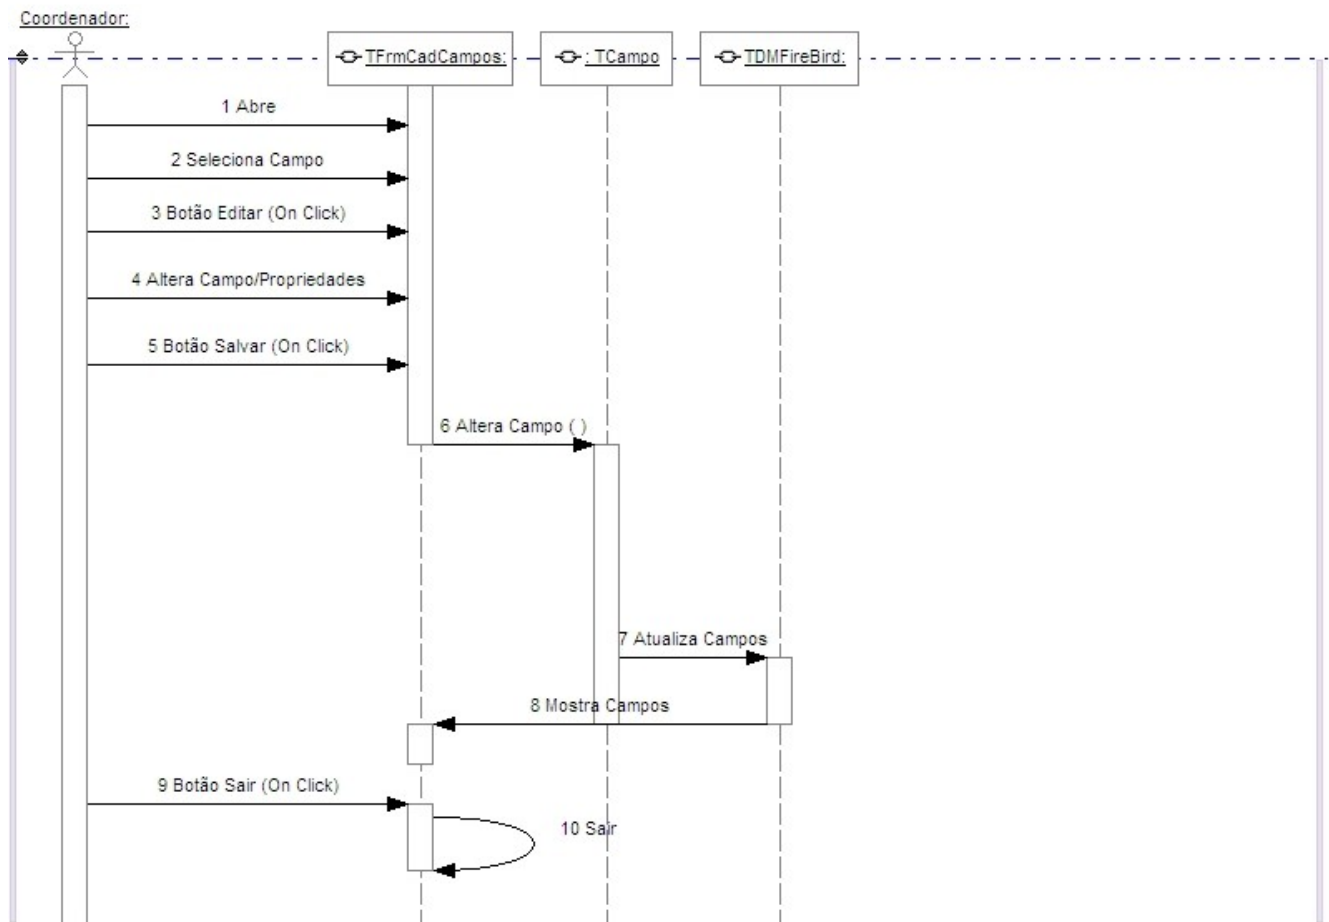 Coordenador:
TFrmCadCampos:
: TCampo
TDMFireBird:
1 Abre
2 Seleciona Campo
3 Botão Editar (On Click)
4 Altera Campo/Propriedades
5 Botão Salvar (On Click)
6 Altera Campo ( )
7 Atualiza Campos
8 Mostra Campos
9 Botão Sair (On Click)
10 Sair